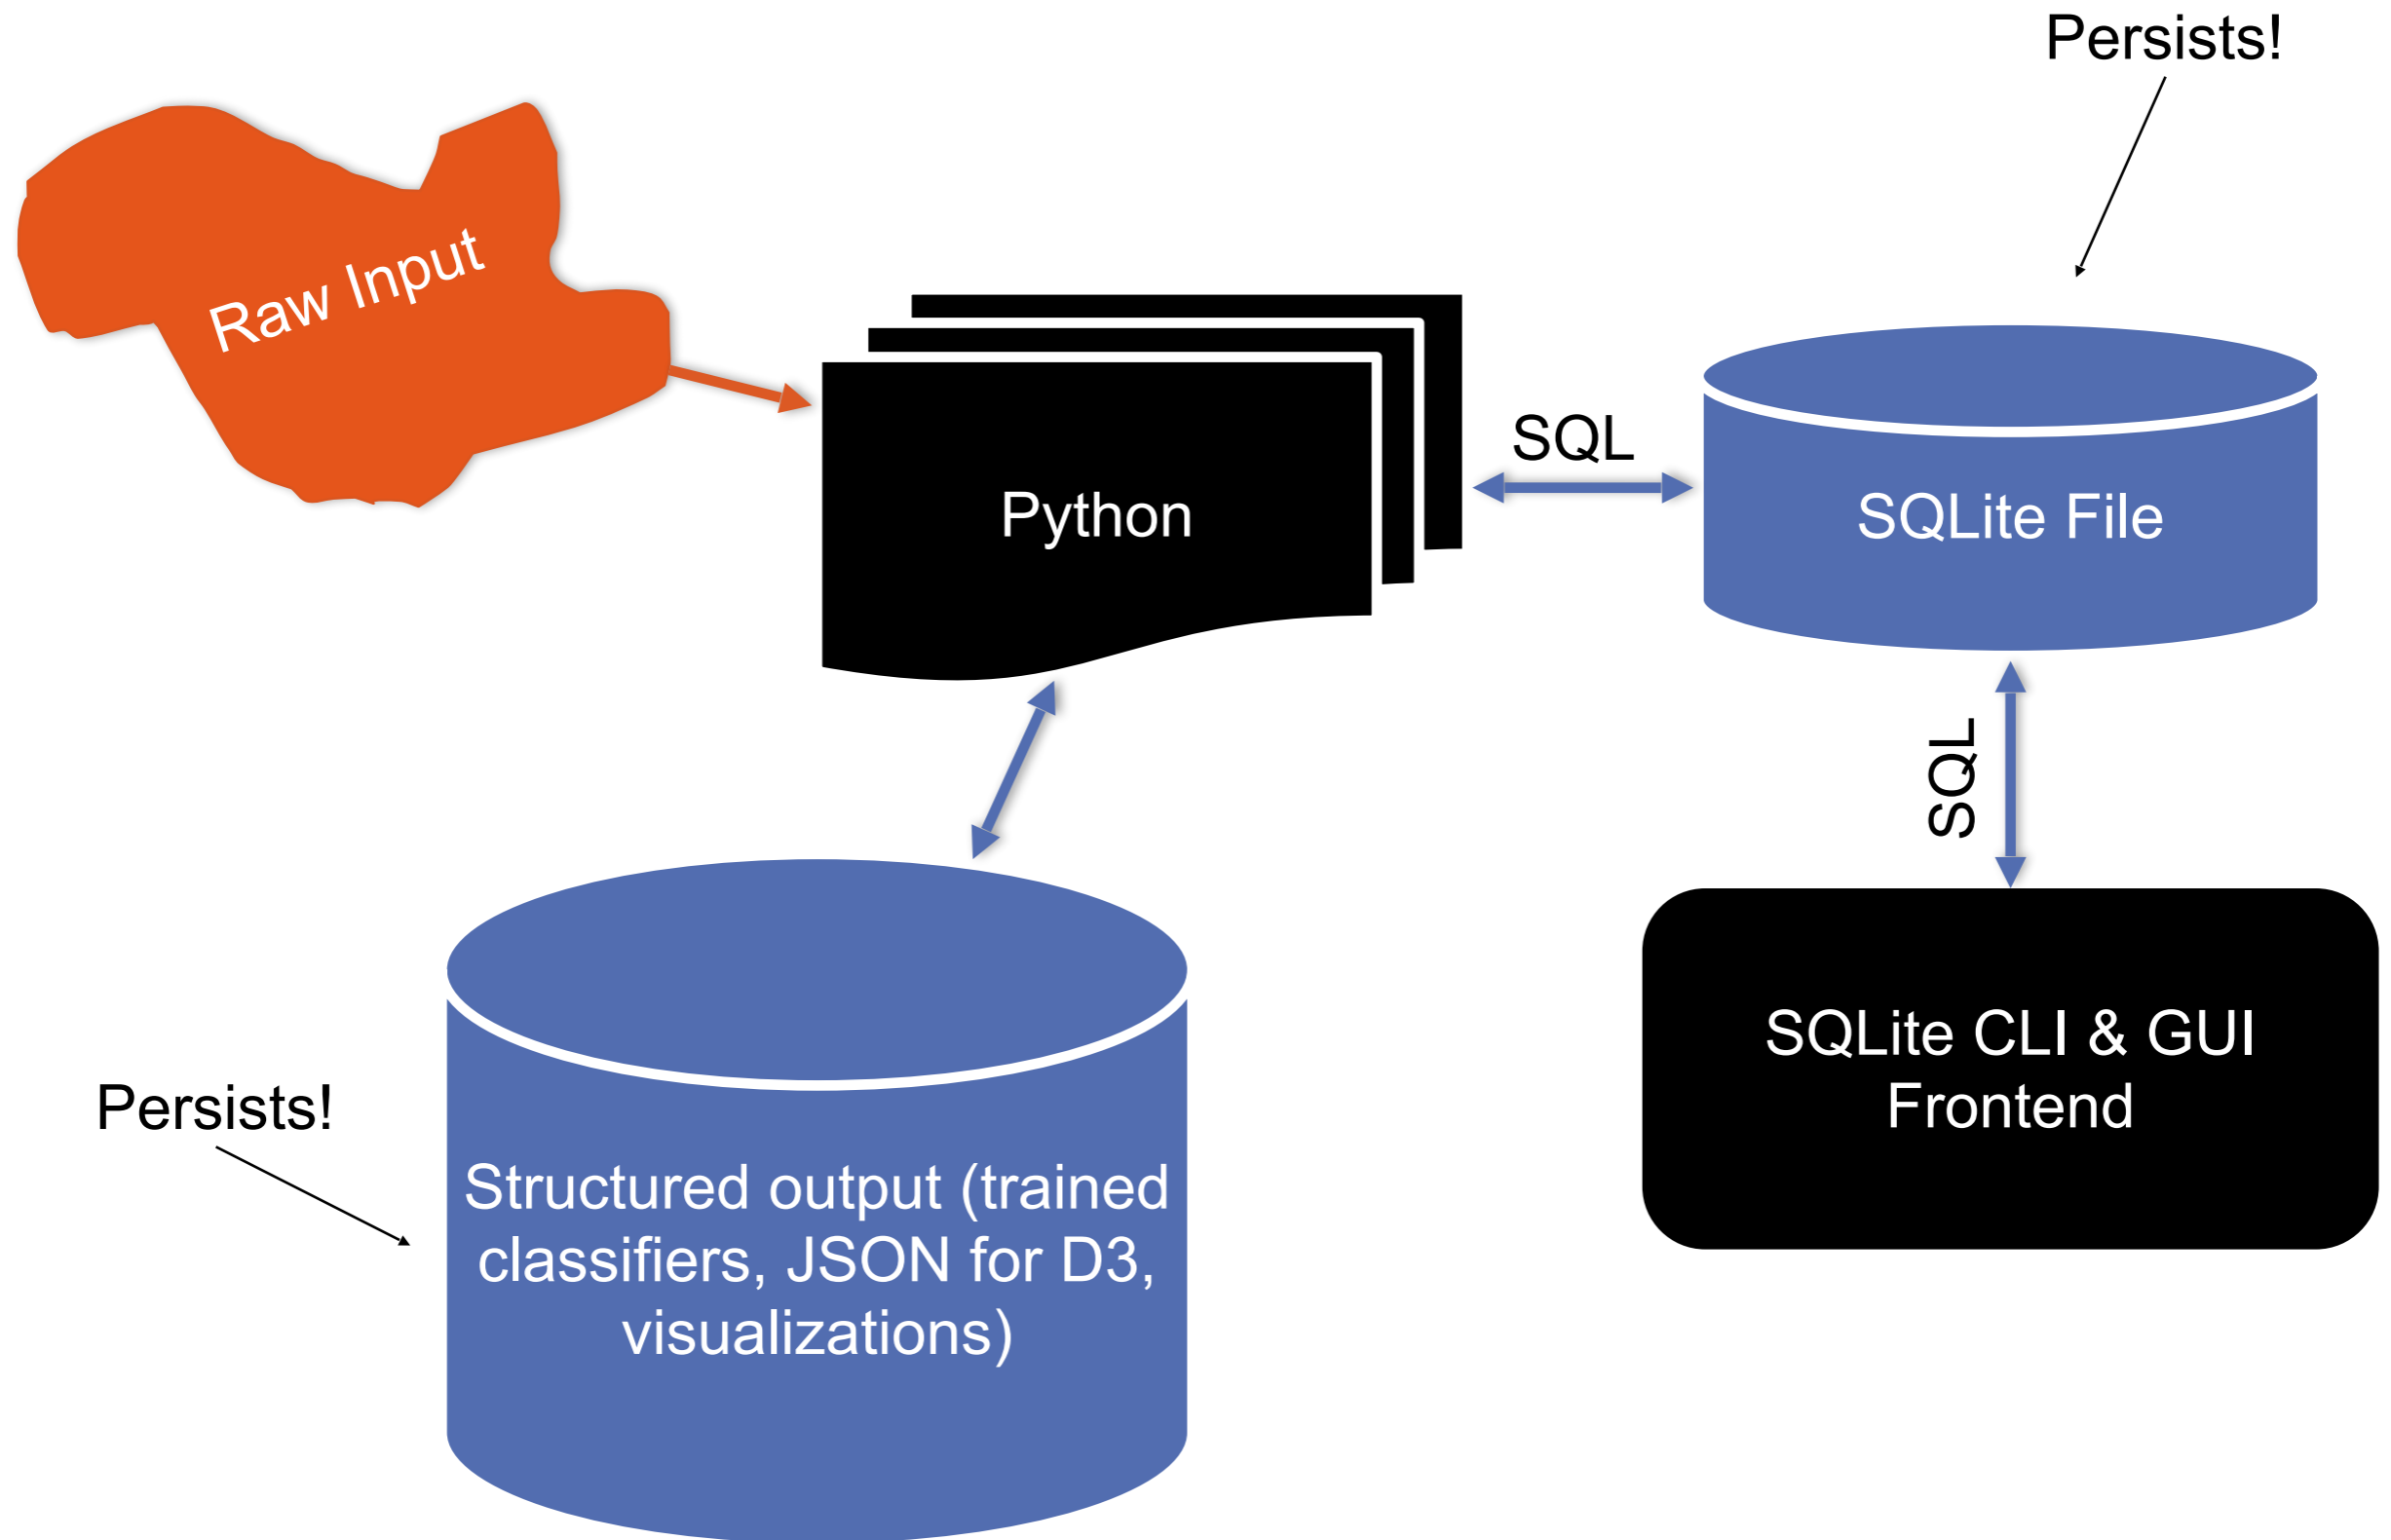 Persists!
Raw Input
Python
SQL
SQLite File
SQL
SQLite CLI & GUI
Frontend
Persists!
Structured output (trained
classifiers, JSON for D3,
visualizations)